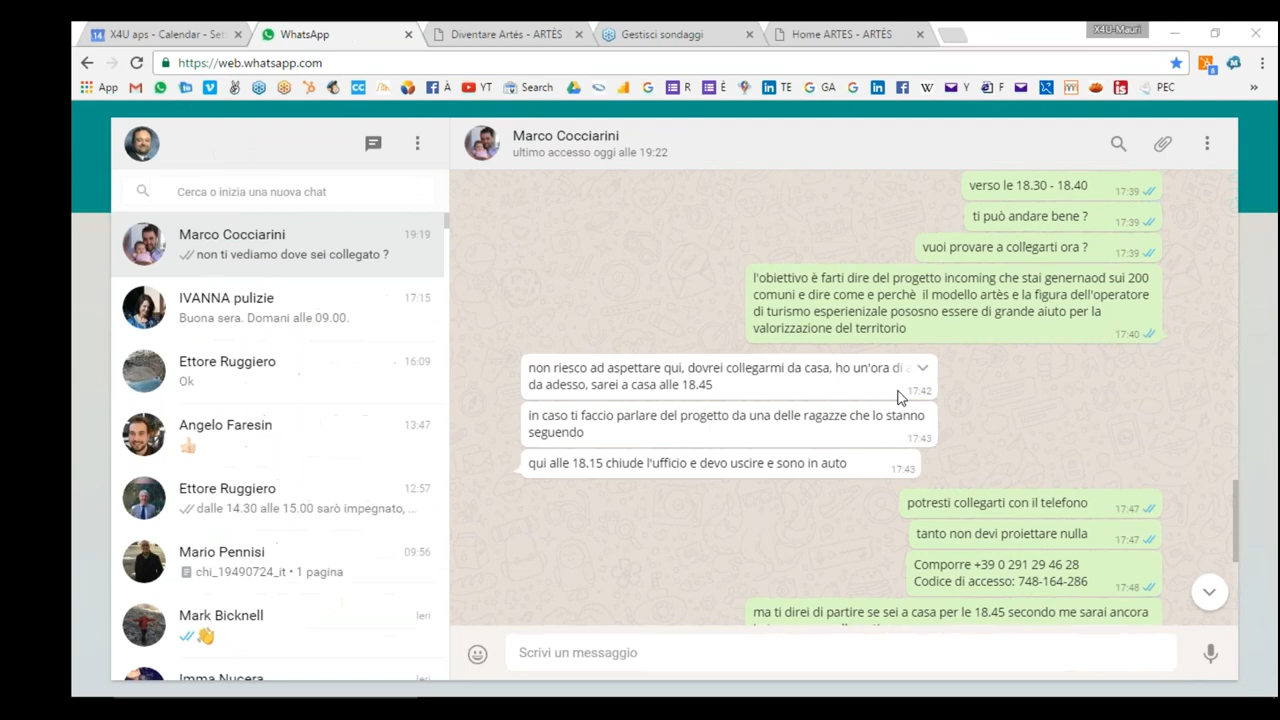 X4U aps - Calendar - Set
WhatsApp
Diventare Artès - ARTÈS
Gestisci sondaggi
Home ARTES - ARTÈS
X4U-Mauri
https://web.whatsapp.com
App
À
YT
Search
R
È
TE
GA
Y
F
PEC
Cerca o inizia una nuova chat
Marco Cocciarini
19:19
non ti vediamo dove sei collegato ?
IVANNA pulizie
17:15
Buona sera. Domani alle 09.00.
Ettore Ruggiero
16:09
Ok
Angelo Faresin
13:47
Ettore Ruggiero
12:57
dalle 14.30 alle 15.00 sarò impegnato, ...
Mario Pennisi
09:56
chi_19490724_it • 1 pagina
Mark Bicknell
Ieri
Imma Nucera
Ieri
Marco Cocciarini
ultimo accesso oggi alle 19:22
verso le 18.30 - 18.40
17:39
ti può andare bene ?
17:39
vuoi provare a collegarti ora ?
17:39
l'obiettivo è farti dire del progetto incoming che stai genernaod sui 200
comuni e dire come e perchè il modello artès e la figura dell'operatore
di turismo esperienizale pososno essere di grande aiuto per la
valorizzazione del territorio
17:40
non riesco ad aspettare qui, dovrei collegarmi da casa, ho un'ora di
da adesso, sarei a casa alle 18.45
17:42
in caso ti faccio parlare del progetto da una delle ragazze che lo stanno
seguendo
17:43
qui alle 18.15 chiude l'ufficio e devo uscire e sono in auto
17:43
potresti collegarti con il telefono
17:47
tanto non devi proiettare nulla
17:47
Comporre +39 0 291 29 46 28
Codice di accesso: 748-164-286
17:48
ma ti direi di partire se sei a casa per le 18.45 secondo me sarai ancora
Scrivi un messaggio